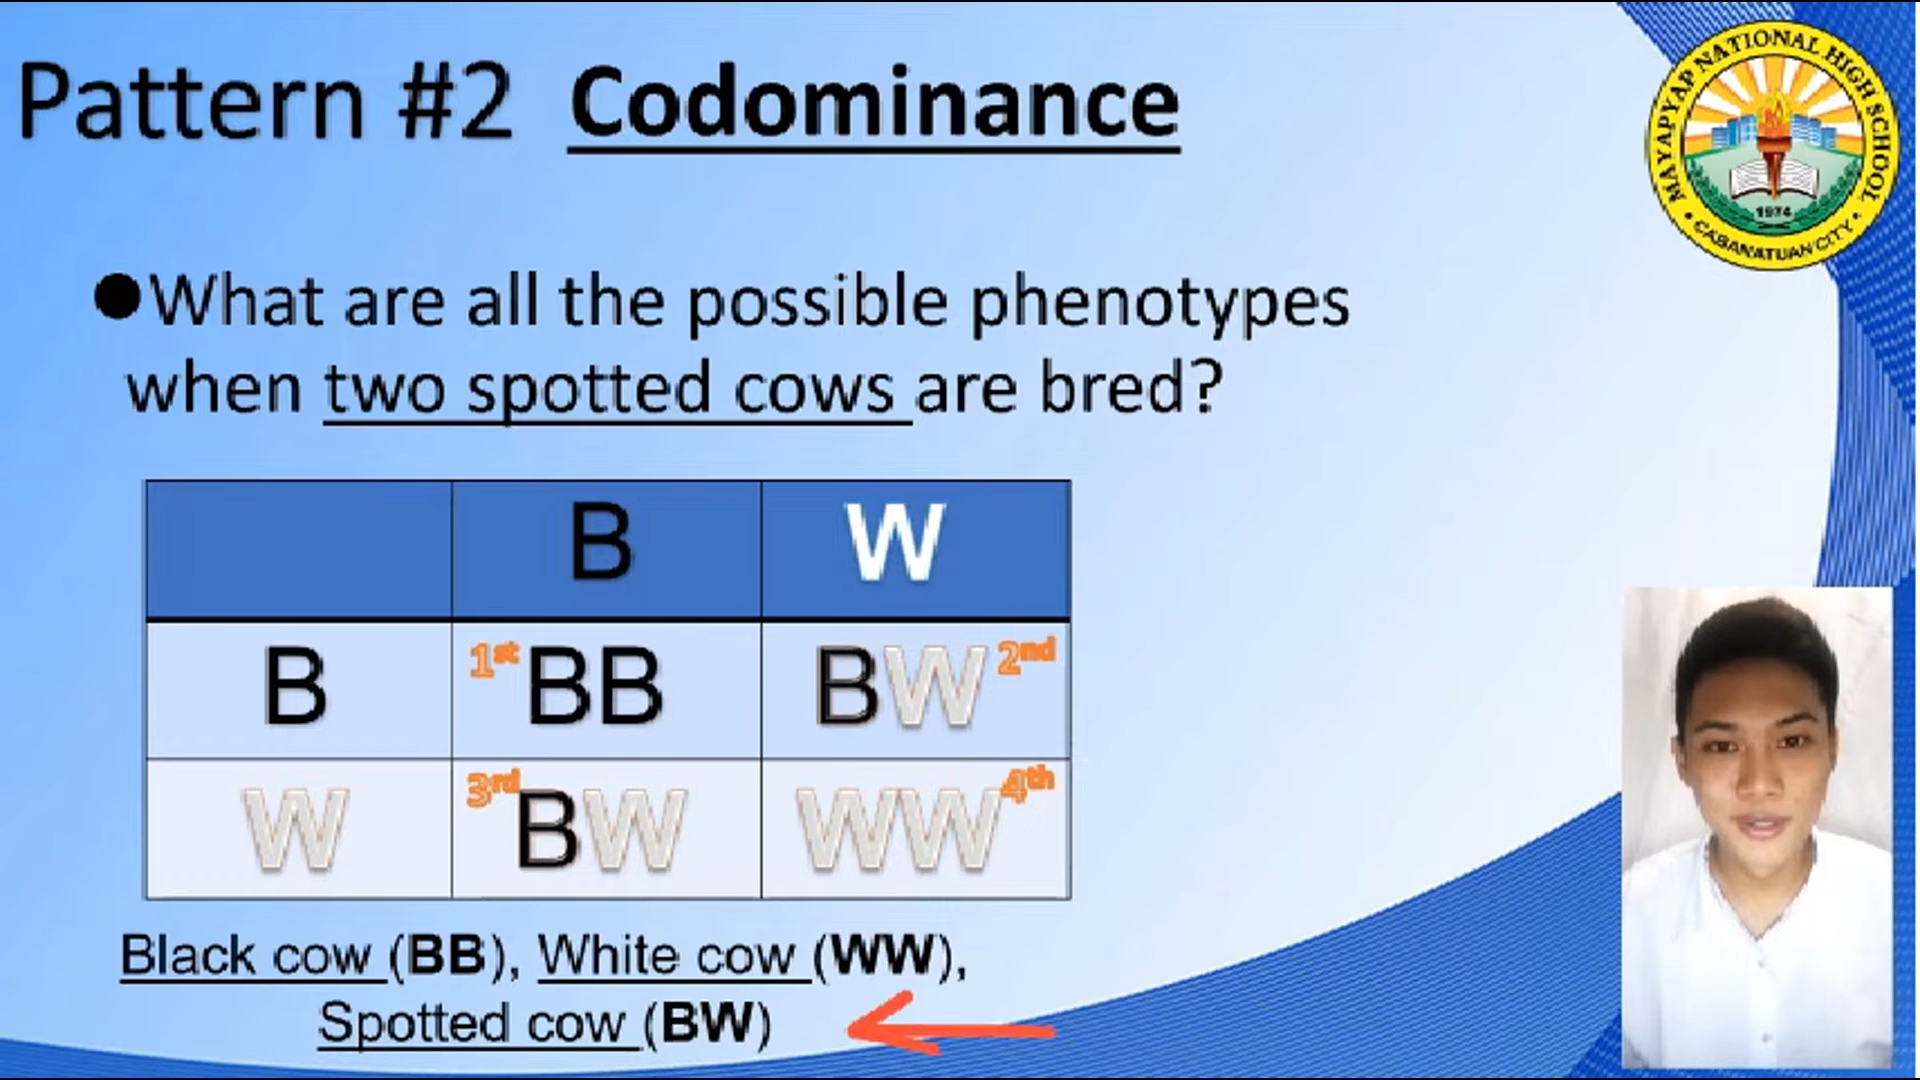 Pattern #2 Codominance
MAYAPYAP NATIONAL HIGH SCHOOL
1974
• CABANATUAN CITY •
●What are all the possible phenotypes
when two spotted cows are bred?
B W
B 1st BB BW 2nd
W 3rd BW WW 4th
Black cow (BB), White cow (WW),
Spotted cow (BW)